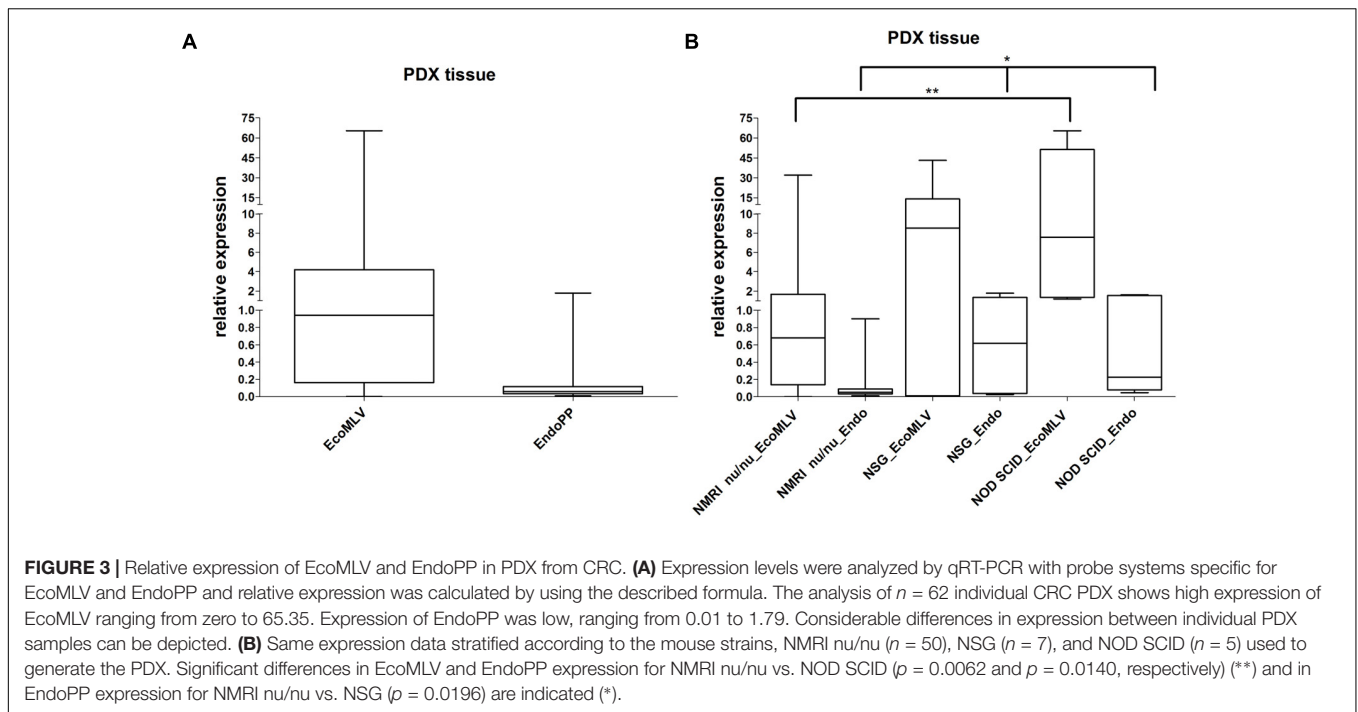 A
PDX tissue
relative expression
75
60
45
30
15
10
8
6
4
2
1.0
0.8
0.6
0.4
0.2
0.0
EcoMLV
EndoPP
B
PDX tissue
*
**
relative expression
75
60
45
30
15
10
8
6
4
2
1.0
0.8
0.6
0.4
0.2
0.0
NMRI nu/nu_EcoMLV
NMRI nu/nu_Endo
NSG_EcoMLV
NSG_Endo
NOD SCID_EcoMLV
NOD SCID_Endo
FIGURE 3 | Relative expression of EcoMLV and EndoPP in PDX from CRC. (A) Expression levels were analyzed by qRT-PCR with probe systems specific for
EcoMLV and EndoPP and relative expression was calculated by using the described formula. The analysis of n = 62 individual CRC PDX shows high expression of
EcoMLV ranging from zero to 65.35. Expression of EndoPP was low, ranging from 0.01 to 1.79. Considerable differences in expression between individual PDX
samples can be depicted. (B) Same expression data stratified according to the mouse strains, NMRI nu/nu (n = 50), NSG (n = 7), and NOD SCID (n = 5) used to
generate the PDX. Significant differences in EcoMLV and EndoPP expression for NMRI nu/nu vs. NOD SCID (p = 0.0062 and p = 0.0140, respectively) (**) and in
EndoPP expression for NMRI nu/nu vs. NSG (p = 0.0196) are indicated (*).